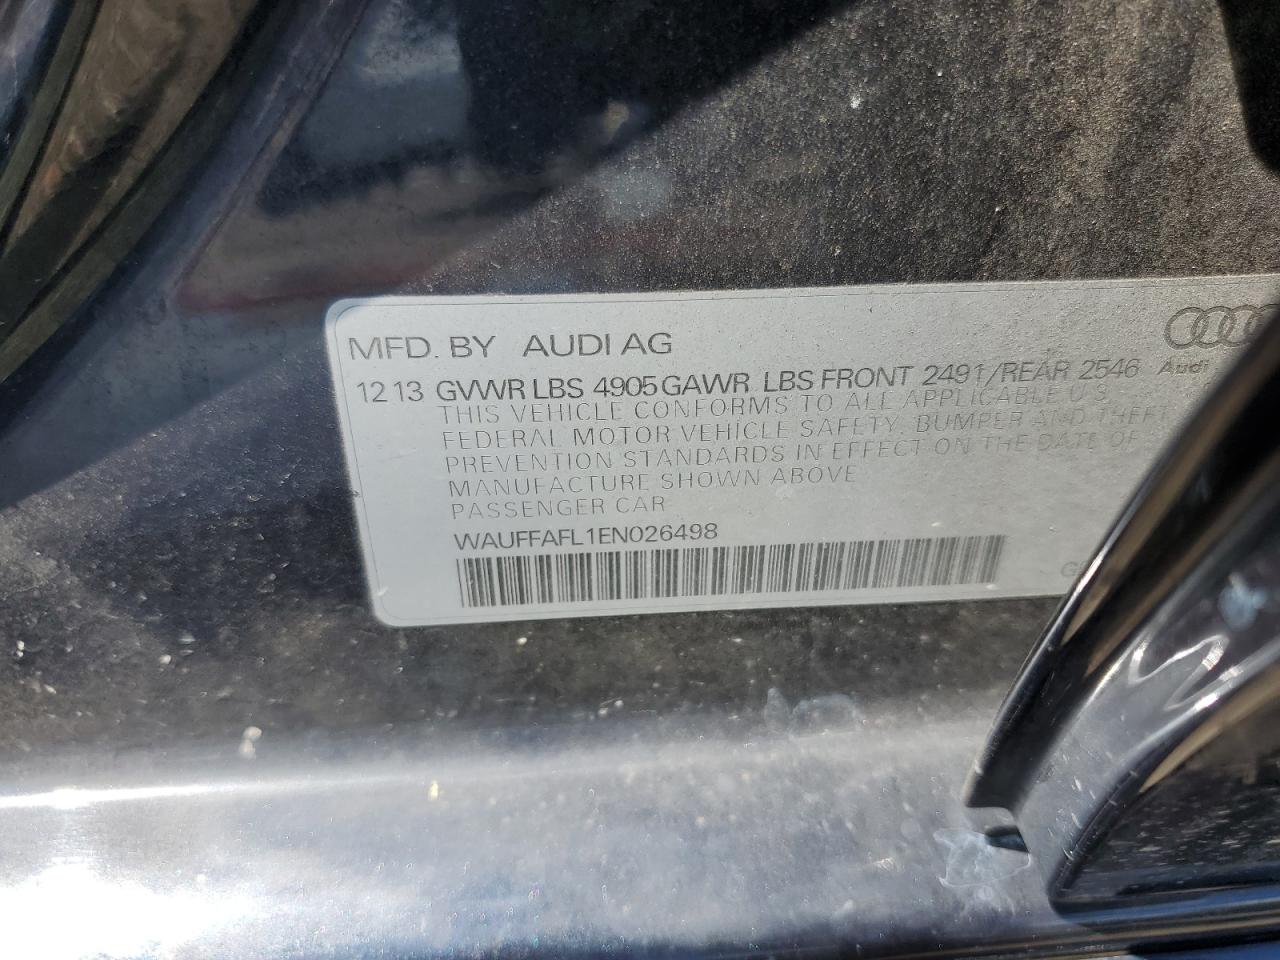 MFD. BY AUDI AG
12 13 GVWR LBS 4905 GAWR LBS FRONT 2491/REAR 2546 Audi
THIS VEHICLE CONFORMS TO ALL APPLICABLE U.S.
FEDERAL MOTOR VEHICLE SAFETY, BUMPER AND THEFT
PREVENTION STANDARDS IN EFFECT ON THE DATE OF
MANUFACTURE SHOWN ABOVE
PASSENGER CAR
WAUFFAFL1EN026498